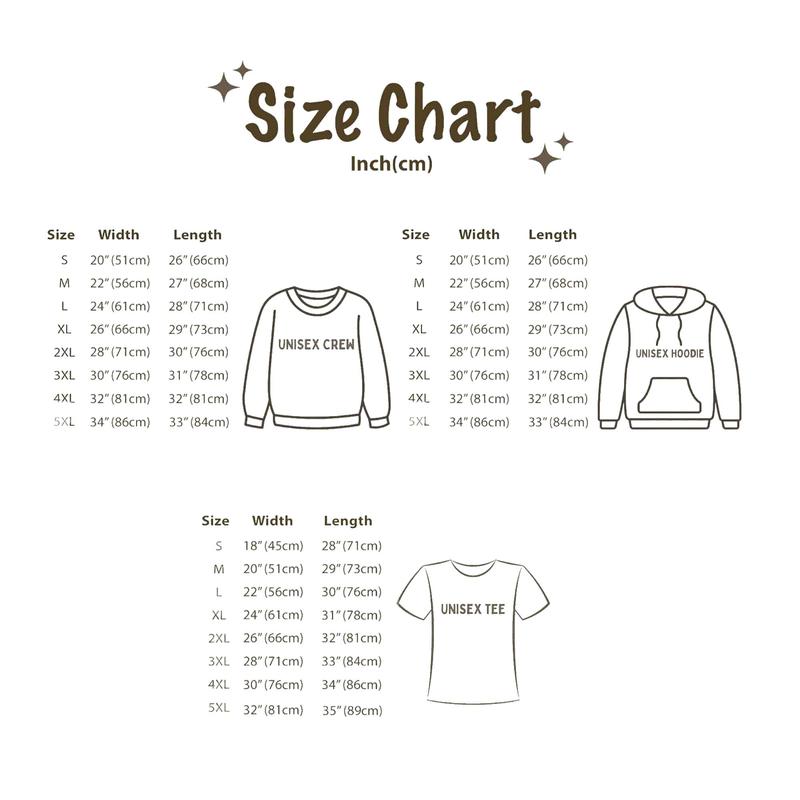 Size Chart
Inch(cm)
Size Width Length
S 20″(51cm) 26″(66cm)
M 22″(56cm) 27″(68cm)
L 24″(61cm) 28″(71cm)
XL 26″(66cm) 29″(73cm)
2XL 28″(71cm) 30″(76cm)
3XL 30″(76cm) 31″(78cm)
4XL 32″(81cm) 32″(81cm)
5XL 34″(86cm) 33″(84cm)
UNISEX CREW
Size Width Length
S 20″(51cm) 26″(66cm)
M 22″(56cm) 27″(68cm)
L 24″(61cm) 28″(71cm)
XL 26″(66cm) 29″(73cm)
2XL 28″(71cm) 30″(76cm)
3XL 30″(76cm) 31″(78cm)
4XL 32″(81cm) 32″(81cm)
5XL 34″(86cm) 33″(84cm)
UNISEX HOODIE
Size Width Length
S 18″(45cm) 28″(71cm)
M 20″(51cm) 29″(73cm)
L 22″(56cm) 30″(76cm)
XL 24″(61cm) 31″(78cm)
2XL 26″(66cm) 32″(81cm)
3XL 28″(71cm) 33″(84cm)
4XL 30″(76cm) 34″(86cm)
5XL 32″(81cm) 35″(89cm)
UNISEX TEE